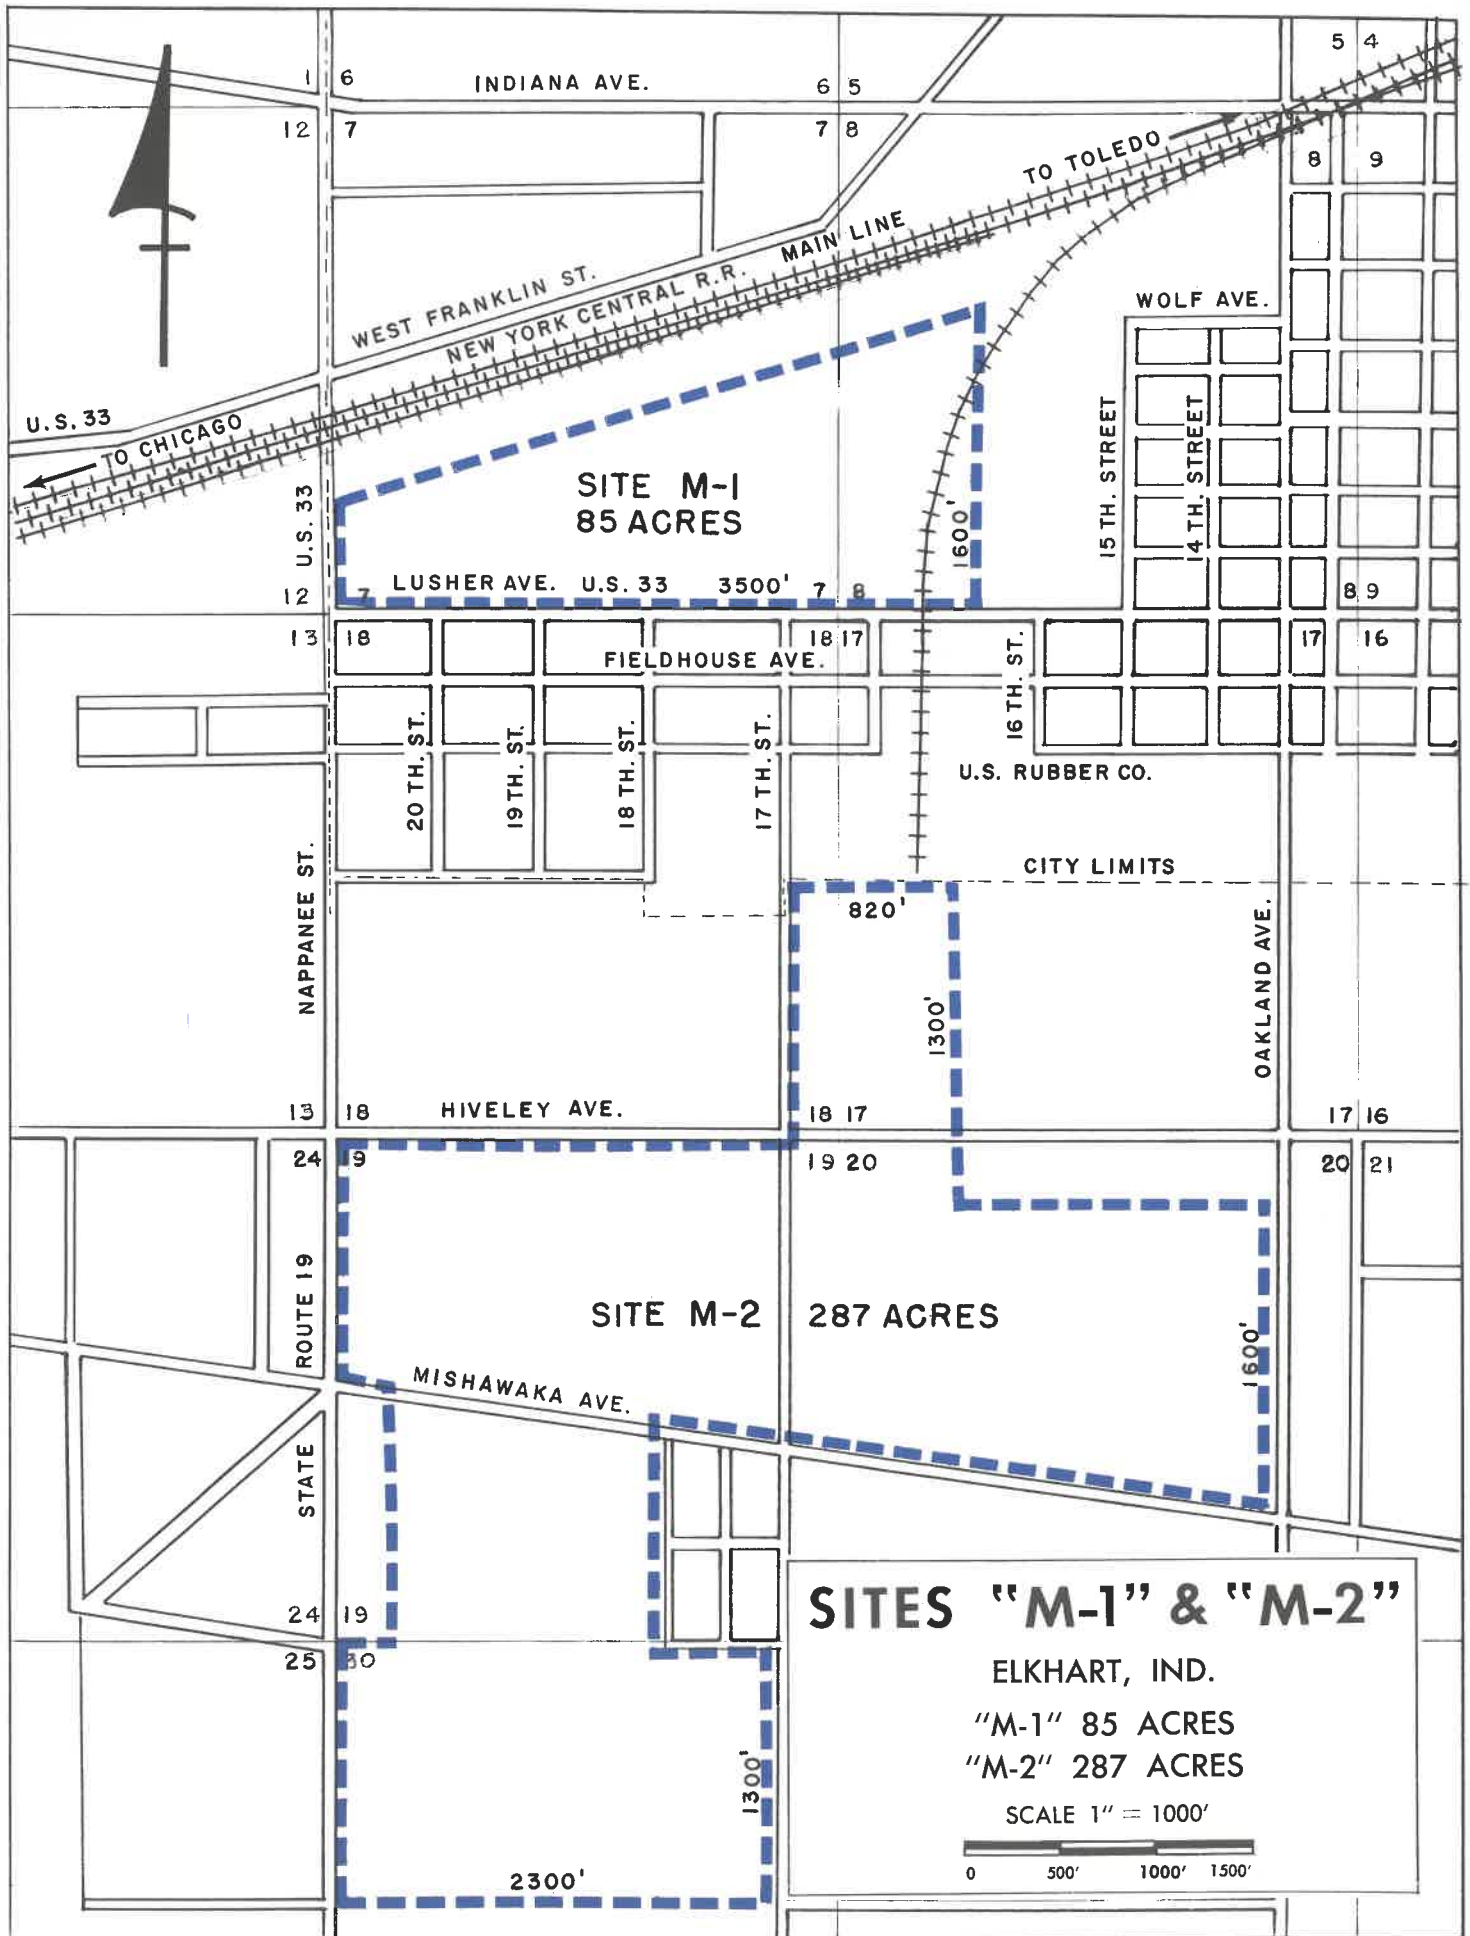 5 4
1 6
INDIANA AVE.
6 5
12 7
7 8
TO TOLEDO
8 9
MAIN LINE
WEST FRANKLIN ST.
NEW YORK CENTRAL R.R.
WOLF AVE.
U.S. 33
TO CHICAGO
U.S. 33
SITE M-1
85 ACRES
1600'
15 TH. STREET
14 TH. STREET
12 7
LUSHER AVE. U.S. 33 3500'
7 8
8 9
13 18
18 17
17 16
FIELDHOUSE AVE.
16 TH. ST.
20 TH. ST.
19 TH. ST.
18 TH. ST.
17 TH. ST.
U.S. RUBBER CO.
NAPPANEE ST.
CITY LIMITS
820'
1300'
OAKLAND AVE.
13 18
HIVELEY AVE.
18 17
17 16
24 19
19 20
20 21
STATE ROUTE 19
SITE M-2 287 ACRES
1600'
MISHAWAKA AVE.
24 19
25 30
1300'
2300'
SITES "M-1" & "M-2"
ELKHART, IND.
"M-1" 85 ACRES
"M-2" 287 ACRES
SCALE 1" = 1000'
0 500' 1000' 1500'